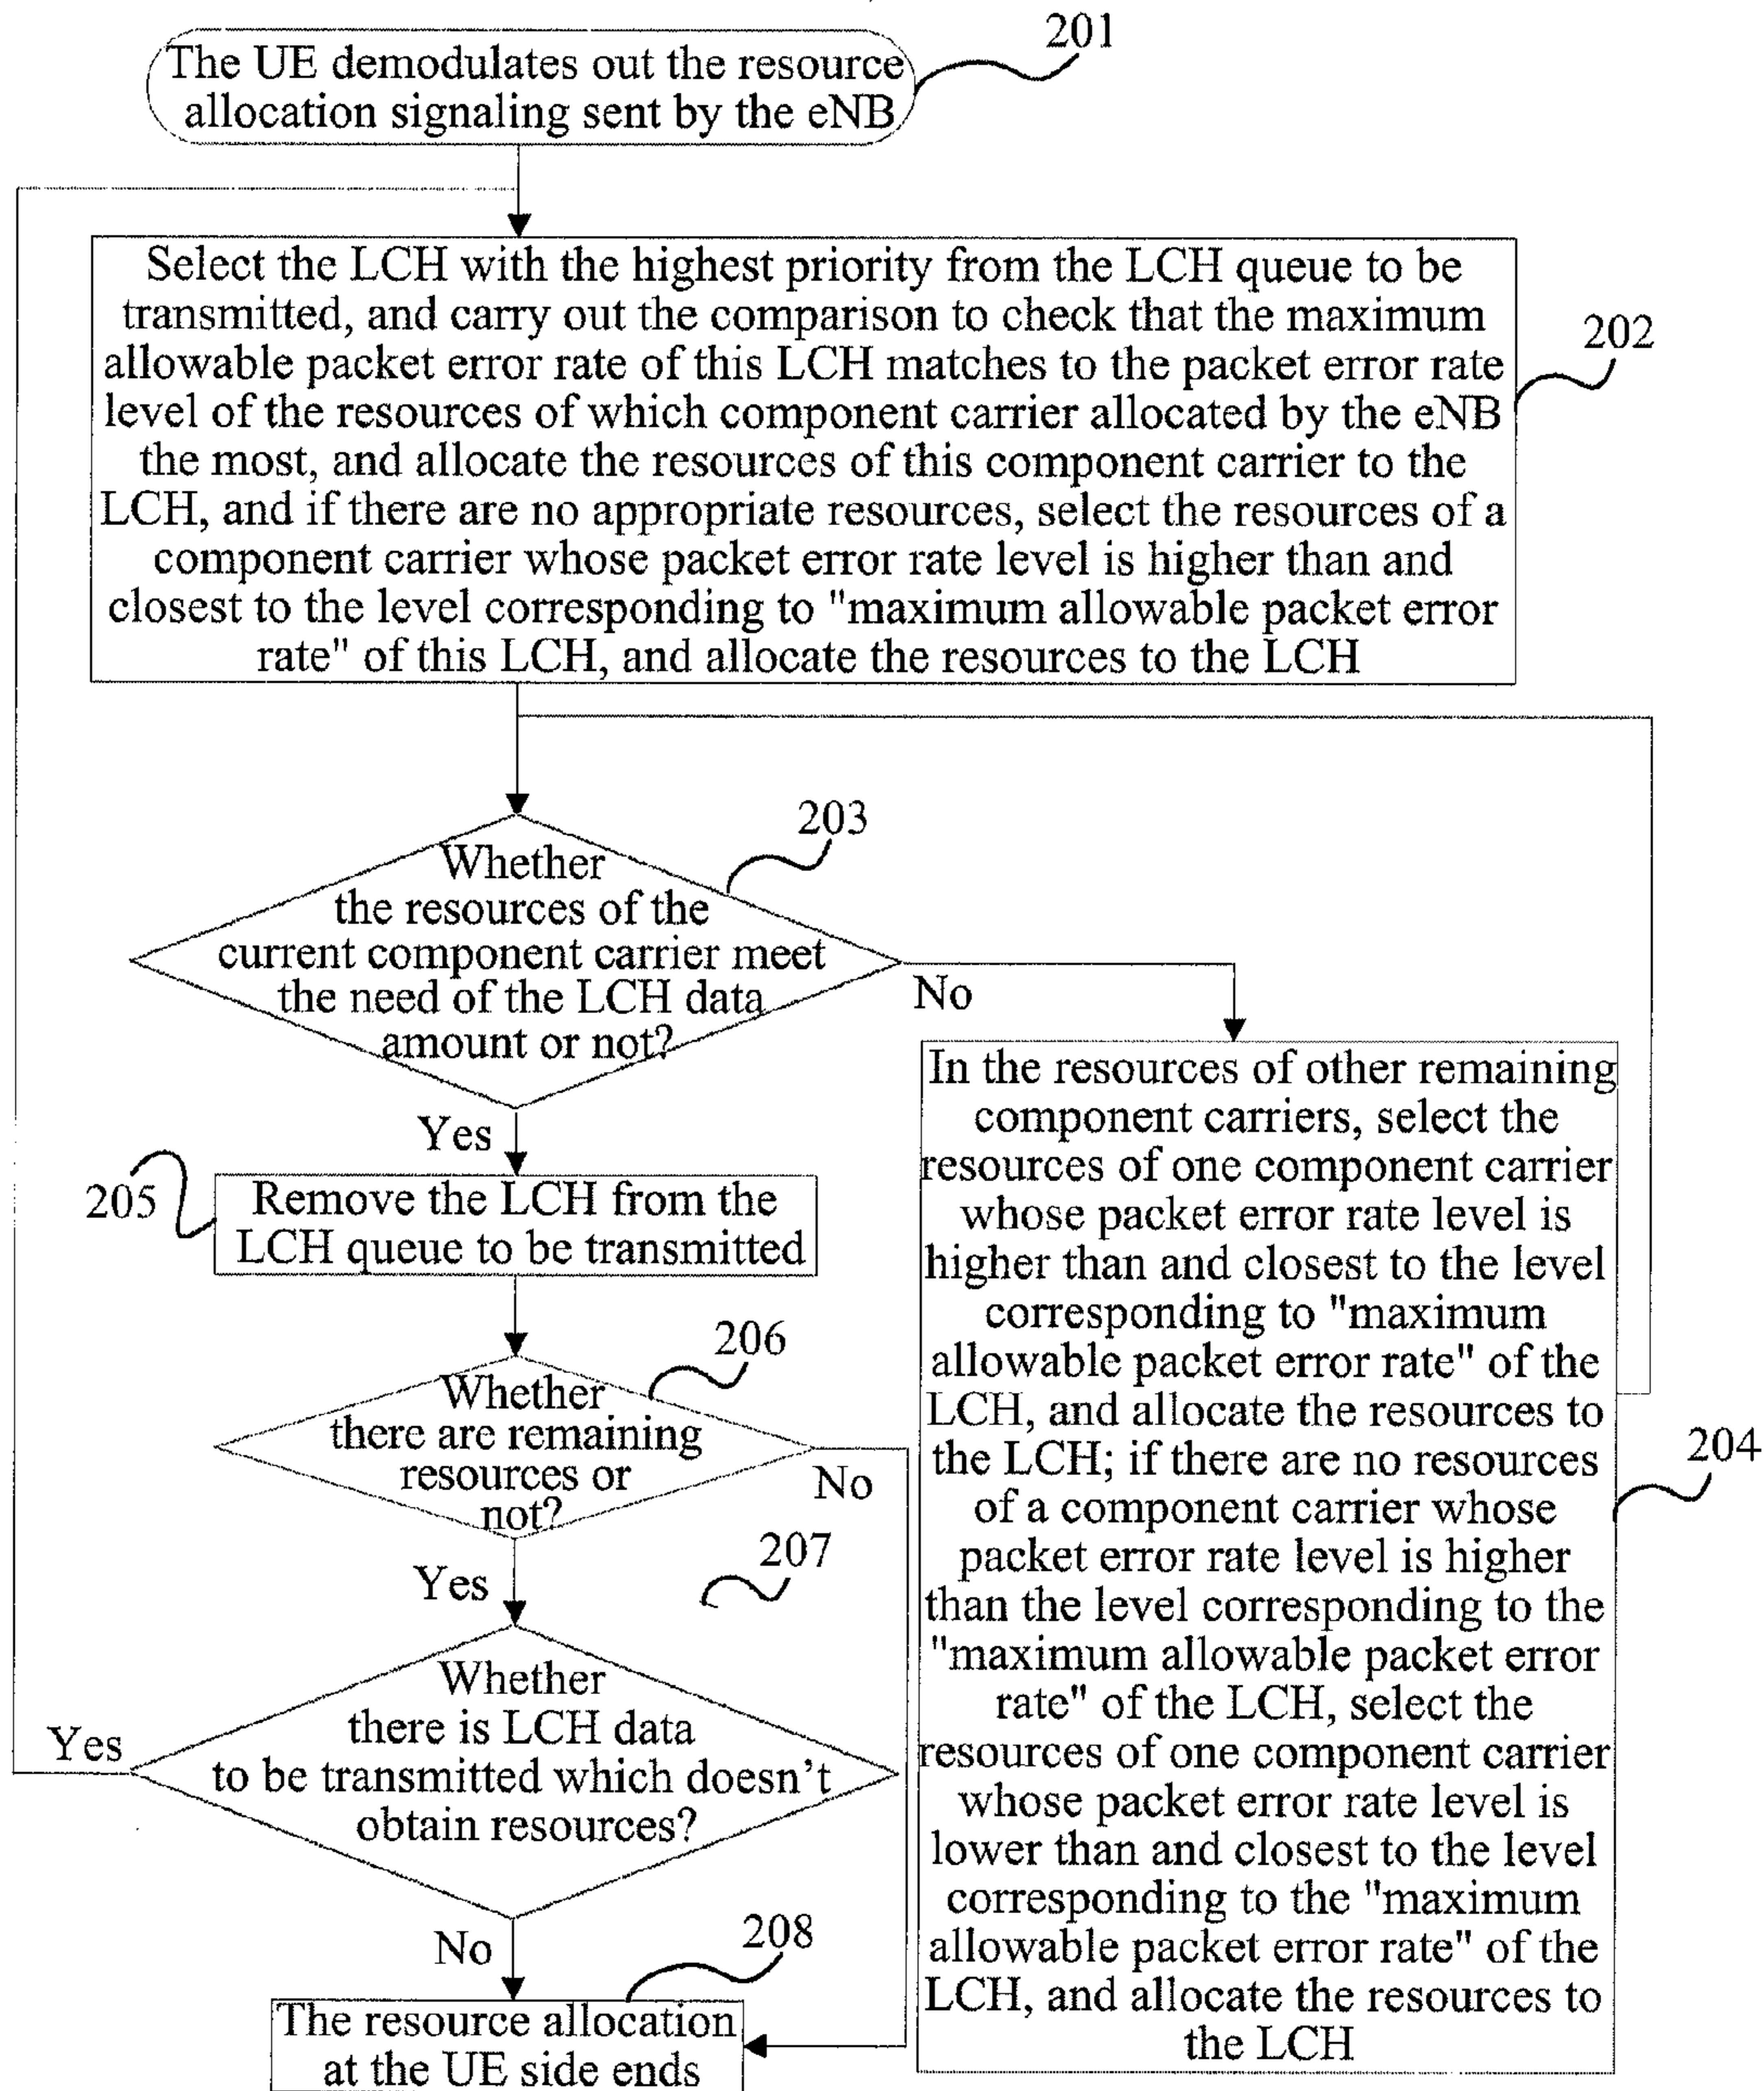 201
The UE demodulates out the resource
allocation signaling sent by the eNB
Select the LCH with the highest priority from the LCH queue to be
transmitted, and carry out the comparison to check that the maximum
allowable packet error rate of this LCH matches to the packet error rate
level of the resources of which component carrier allocated by the eNB
the most, and allocate the resources of this component carrier to the
LCH, and if there are no appropriate resources, select the resources of a
component carrier whose packet error rate level is higher than and
closest to the level corresponding to "maximum allowable packet error
rate" of this LCH, and allocate the resources to the LCH
202
203
Whether
the resources of the
current component carrier meet
the need of the LCH data
amount or not?
No
Yes
205
Remove the LCH from the
LCH queue to be transmitted
206
Whether
there are remaining
resources or
not?
No
Yes
207
Whether
there is LCH data
to be transmitted which doesn't
obtain resources?
Yes
No
208
The resource allocation
at the UE side ends
In the resources of other remaining
component carriers, select the
resources of one component carrier
whose packet error rate level is
higher than and closest to the level
corresponding to "maximum
allowable packet error rate" of the
LCH, and allocate the resources to
the LCH; if there are no resources
of a component carrier whose
packet error rate level is higher
than the level corresponding to the
"maximum allowable packet error
rate" of the LCH, select the
resources of one component carrier
whose packet error rate level is
lower than and closest to the level
corresponding to the "maximum
allowable packet error rate" of the
LCH, and allocate the resources to
the LCH
204